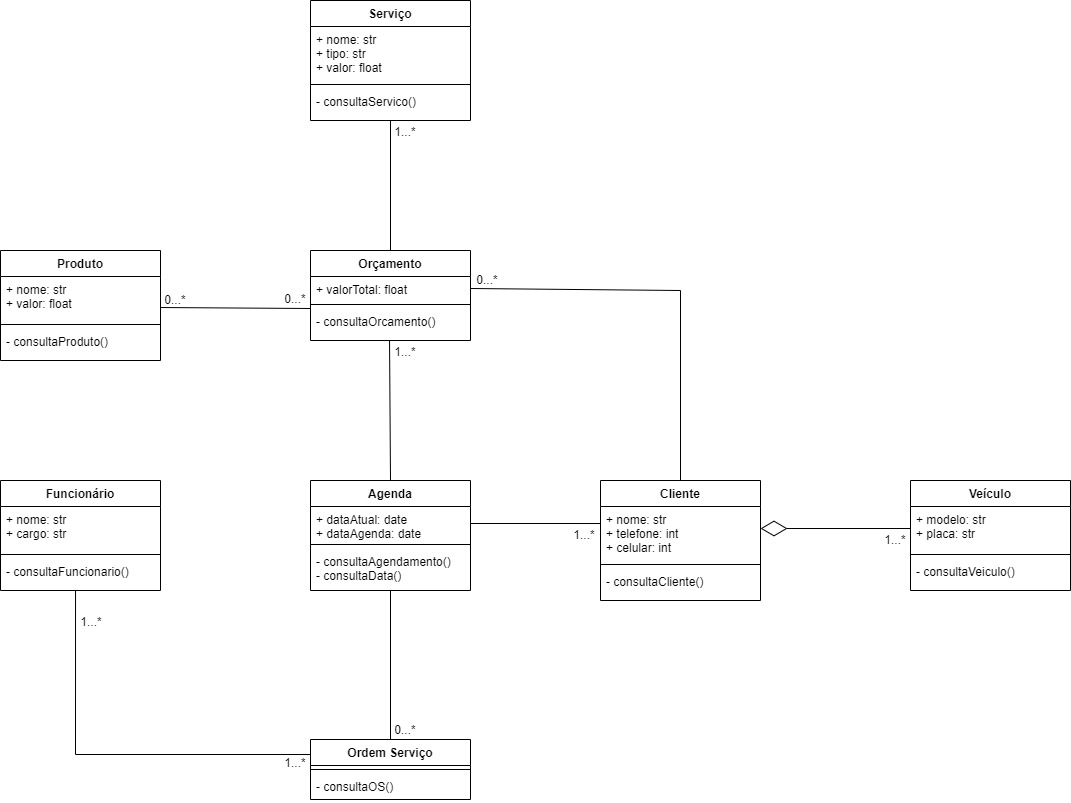 Serviço
+ nome: str
+ tipo: str
+ valor: float
- consultaServico()
1...*
Produto
+ nome: str
+ valor: float
- consultaProduto()
0...*
0...*
Orçamento
+ valorTotal: float
- consultaOrcamento()
0...*
1...*
Funcionário
+ nome: str
+ cargo: str
- consultaFuncionario()
1...*
Agenda
+ dataAtual: date
+ dataAgenda: date
- consultaAgendamento()
- consultaData()
1...*
Cliente
+ nome: str
+ telefone: int
+ celular: int
- consultaCliente()
1...*
Veículo
+ modelo: str
+ placa: str
- consultaVeiculo()
0...*
1...*
Ordem Serviço
- consultaOS()